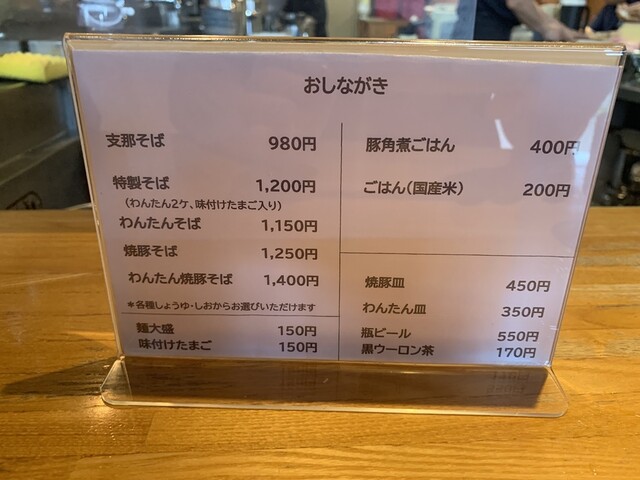 おしながき
支那そば 980円
特製そば 1,200円
(わんたん2ケ、味付けたまご入り)
わんたんそば 1,150円
焼豚そば 1,250円
わんたん焼豚そば 1,400円
*各種しょうゆ・しおからお選びいただけます
麺大盛 150円
味付けたまご 150円
豚角煮ごはん 400円
ごはん(国産米) 200円
焼豚皿 450円
わんたん皿 350円
瓶ビール 550円
黒ウーロン茶 170円